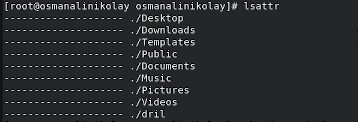 [root@osmanalinikolay osmanalinikolay]# lsattr
-------------------- ./Desktop
-------------------- ./Downloads
-------------------- ./Templates
-------------------- ./Public
-------------------- ./Documents
-------------------- ./Music
-------------------- ./Pictures
-------------------- ./Videos
-------------------- ./dril